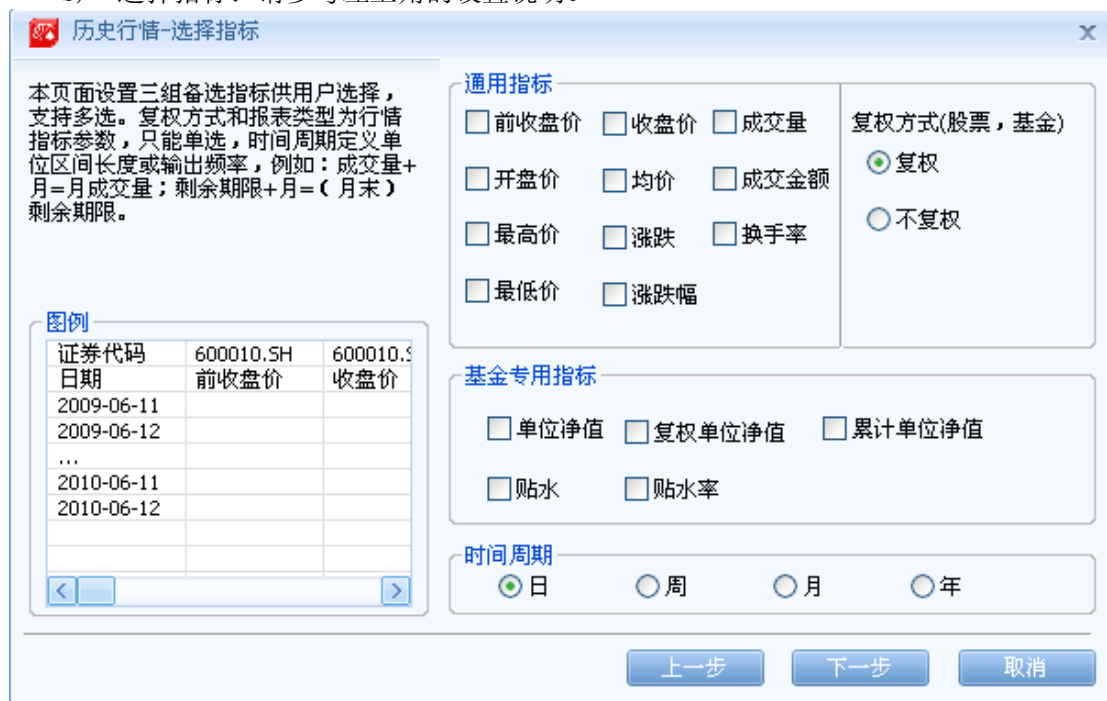 历史行情-选择指标
本页面设置三组备选指标供用户选择，
支持多选。复权方式和报表类型为行情
指标参数，只能单选，时间周期定义单
位区间长度或输出频率，例如：成交量+
月=月成交量；剩余期限+月=（月末）
剩余期限。
图例
证券代码 600010.SH 600010.S
日期 前收盘价 收盘价
2009-06-11
2009-06-12
...
2010-06-11
2010-06-12
通用指标
前收盘价 收盘价 成交量
开盘价 均价 成交金额
最高价 涨跌 换手率
最低价 涨跌幅
复权方式(股票，基金)
复权
不复权
基金专用指标
单位净值 复权单位净值 累计单位净值
贴水 贴水率
时间周期
日 周 月 年
上一步 下一步 取消